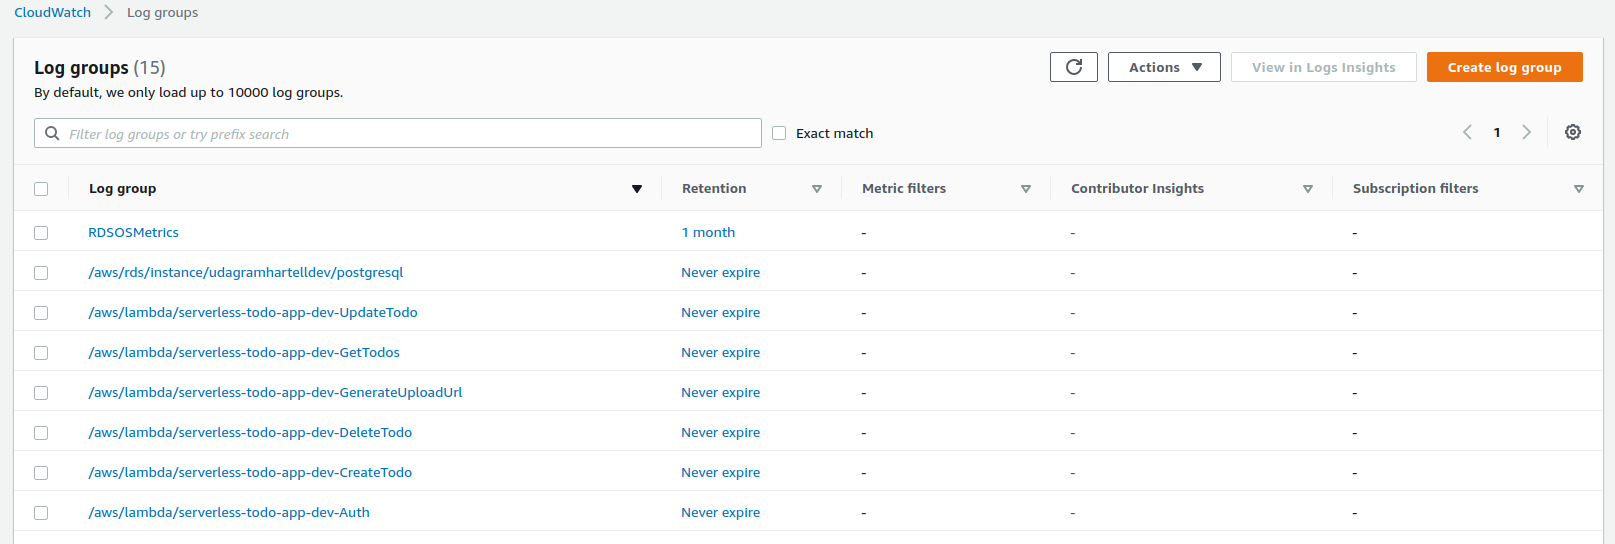 CloudWatch > Log groups
Log groups (15)
By default, we only load up to 10000 log groups.
Actions
View in Logs Insights
Create log group
Filter log groups or try prefix search
Exact match
1
Log group Retention Metric filters Contributor Insights Subscription filters
RDSOSMetrics 1 month - - -
/aws/rds/instance/udagramhartelldev/postgresql Never expire - - -
/aws/lambda/serverless-todo-app-dev-UpdateTodo Never expire - - -
/aws/lambda/serverless-todo-app-dev-GetTodos Never expire - - -
/aws/lambda/serverless-todo-app-dev-GenerateUploadUrl Never expire - - -
/aws/lambda/serverless-todo-app-dev-DeleteTodo Never expire - - -
/aws/lambda/serverless-todo-app-dev-CreateTodo Never expire - - -
/aws/lambda/serverless-todo-app-dev-Auth Never expire - - -